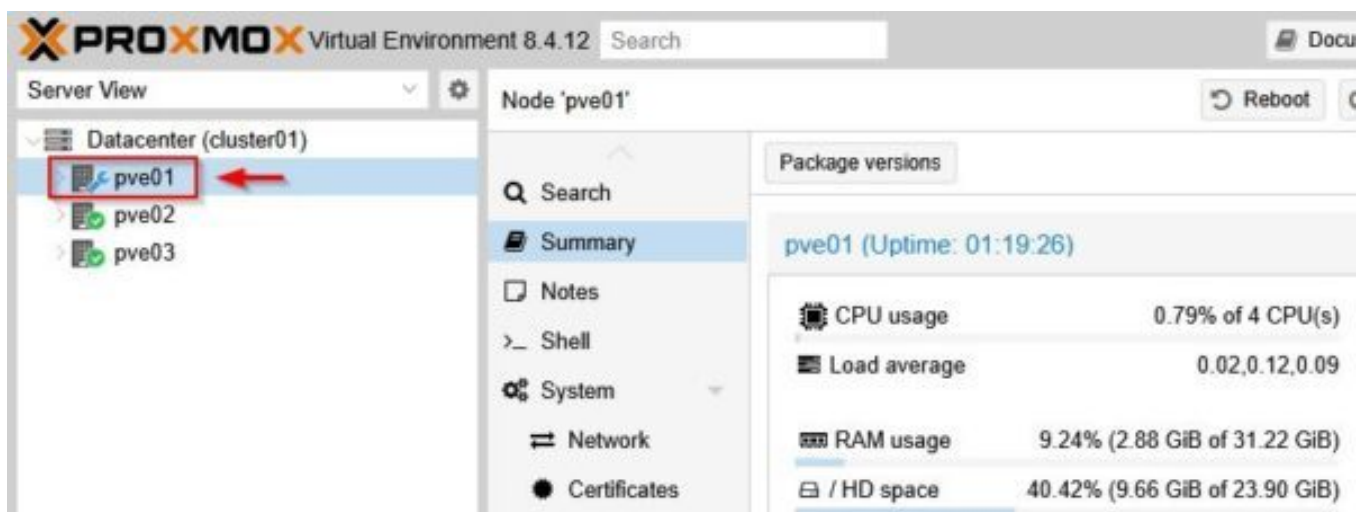 PROXMOX Virtual Environment 8.4.12 Search
Server View
Datacenter (cluster01)
pve01
pve02
pve03
Node 'pve01'
Reboot
Search
Summary
Notes
Shell
System
Network
Certificates
Package versions
pve01 (Uptime: 01:19:26)
CPU usage 0.79% of 4 CPU(s)
Load average 0.02,0.12,0.09
RAM usage 9.24% (2.88 GiB of 31.22 GiB)
/ HD space 40.42% (9.66 GiB of 23.90 GiB)